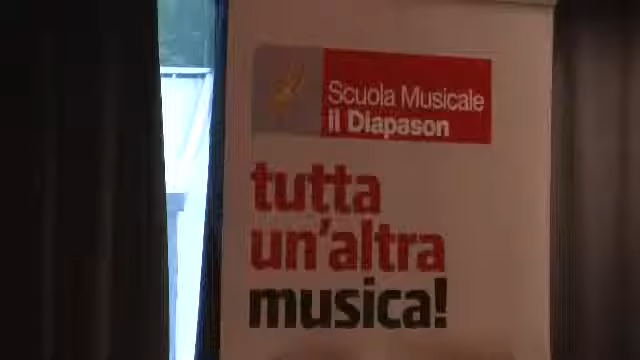 Scuola Musicale
il Diapason
tutta
un'altra
musica!